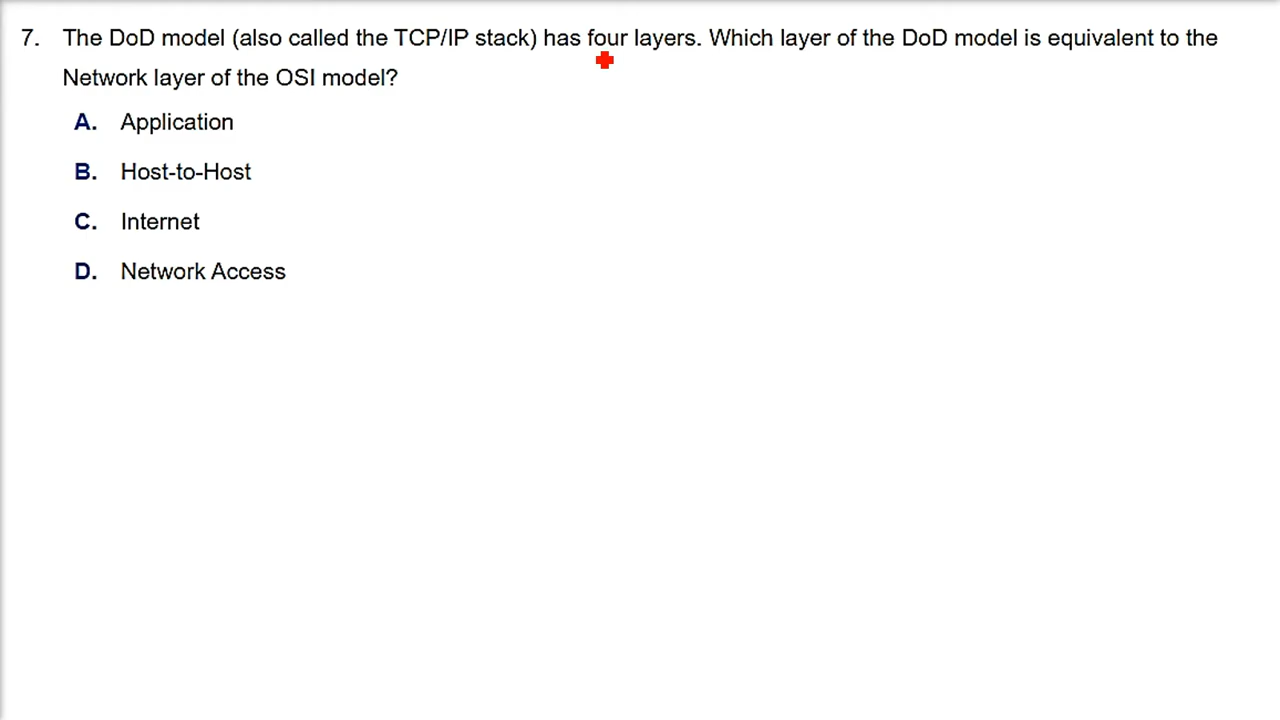 7. The DoD model (also called the TCP/IP stack) has four layers. Which layer of the DoD model is equivalent to the
Network layer of the OSI model?
A. Application
B. Host-to-Host
C. Internet
D. Network Access